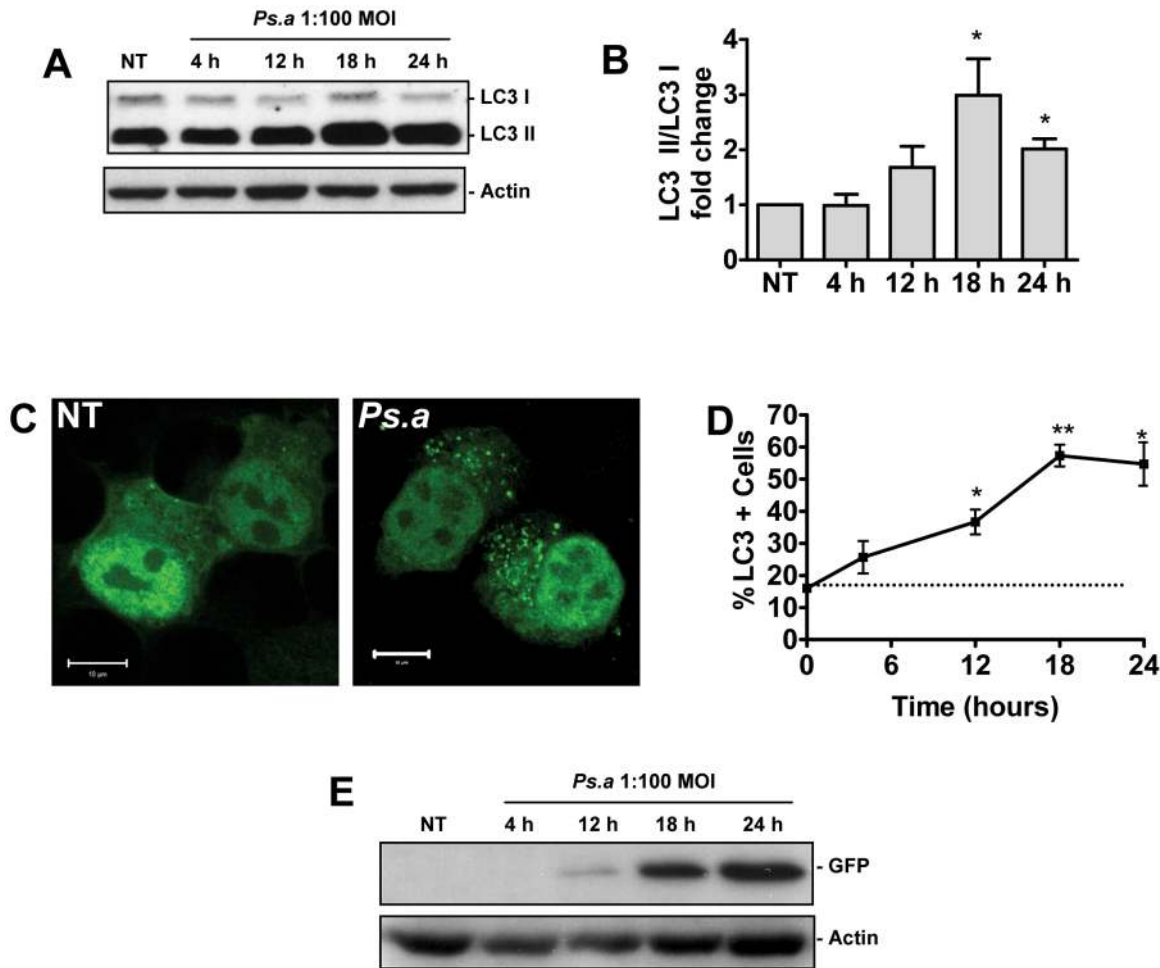 A
Ps.a 1:100 MOI
NT 4 h 12 h 18 h 24 h
- LC3 I
- LC3 II
- Actin
B
LC3 II/LC3 I
fold change
4
3
2
1
0
* *
NT 4 h 12 h 18 h 24 h
C
NT
10 µm
Ps.a
D
% LC3 + Cells
70
60
50
40
30
20
10
0
* ** *
0 6 12 18 24
Time (hours)
E
Ps.a 1:100 MOI
NT 4 h 12 h 18 h 24 h
- GFP
- Actin